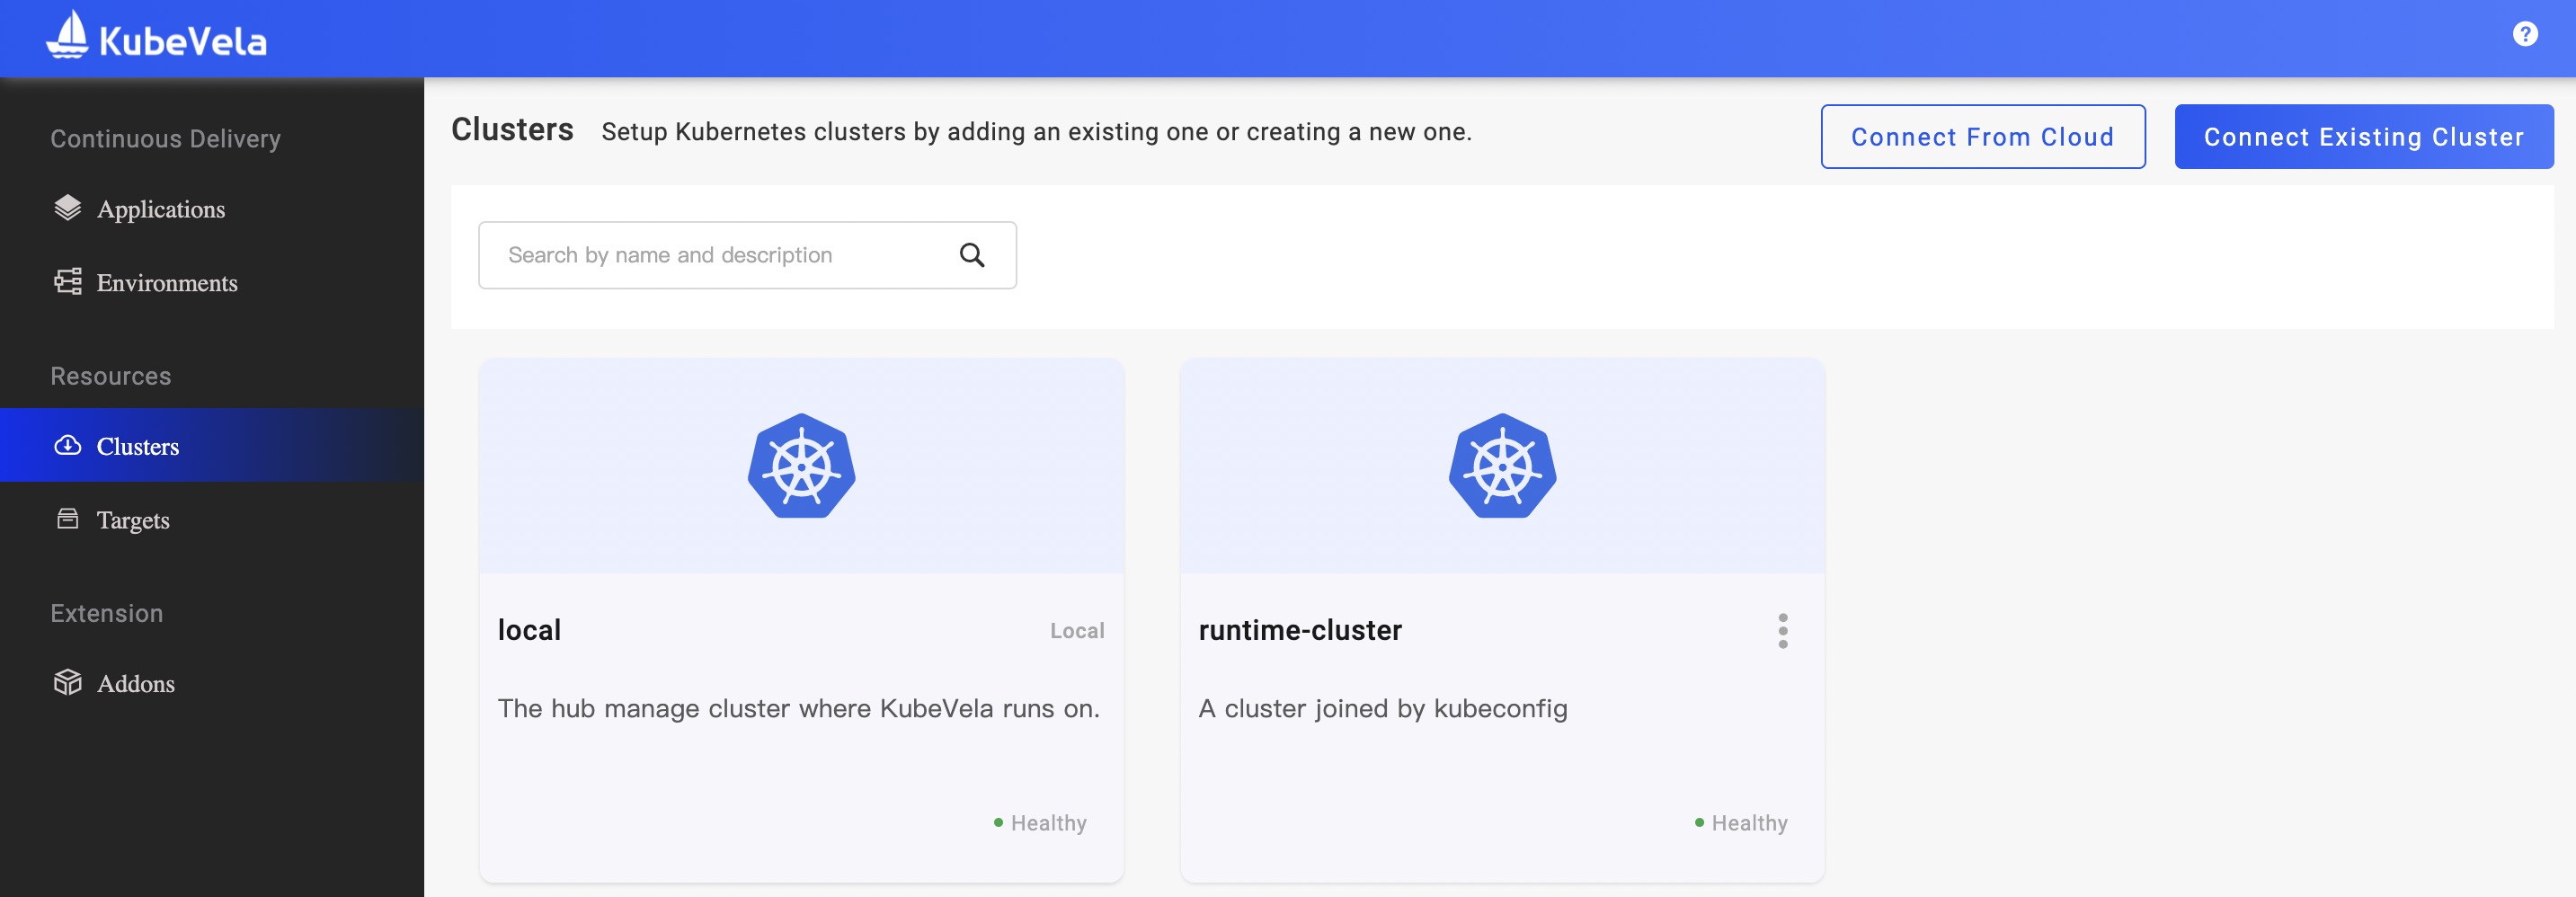 KubeVela
?
Continuous Delivery
Applications
Environments
Resources
Clusters
Targets
Extension
Addons
Clusters Setup Kubernetes clusters by adding an existing one or creating a new one.
Connect From Cloud
Connect Existing Cluster
Search by name and description
local
Local
The hub manage cluster where KubeVela runs on.
Healthy
runtime-cluster
A cluster joined by kubeconfig
Healthy